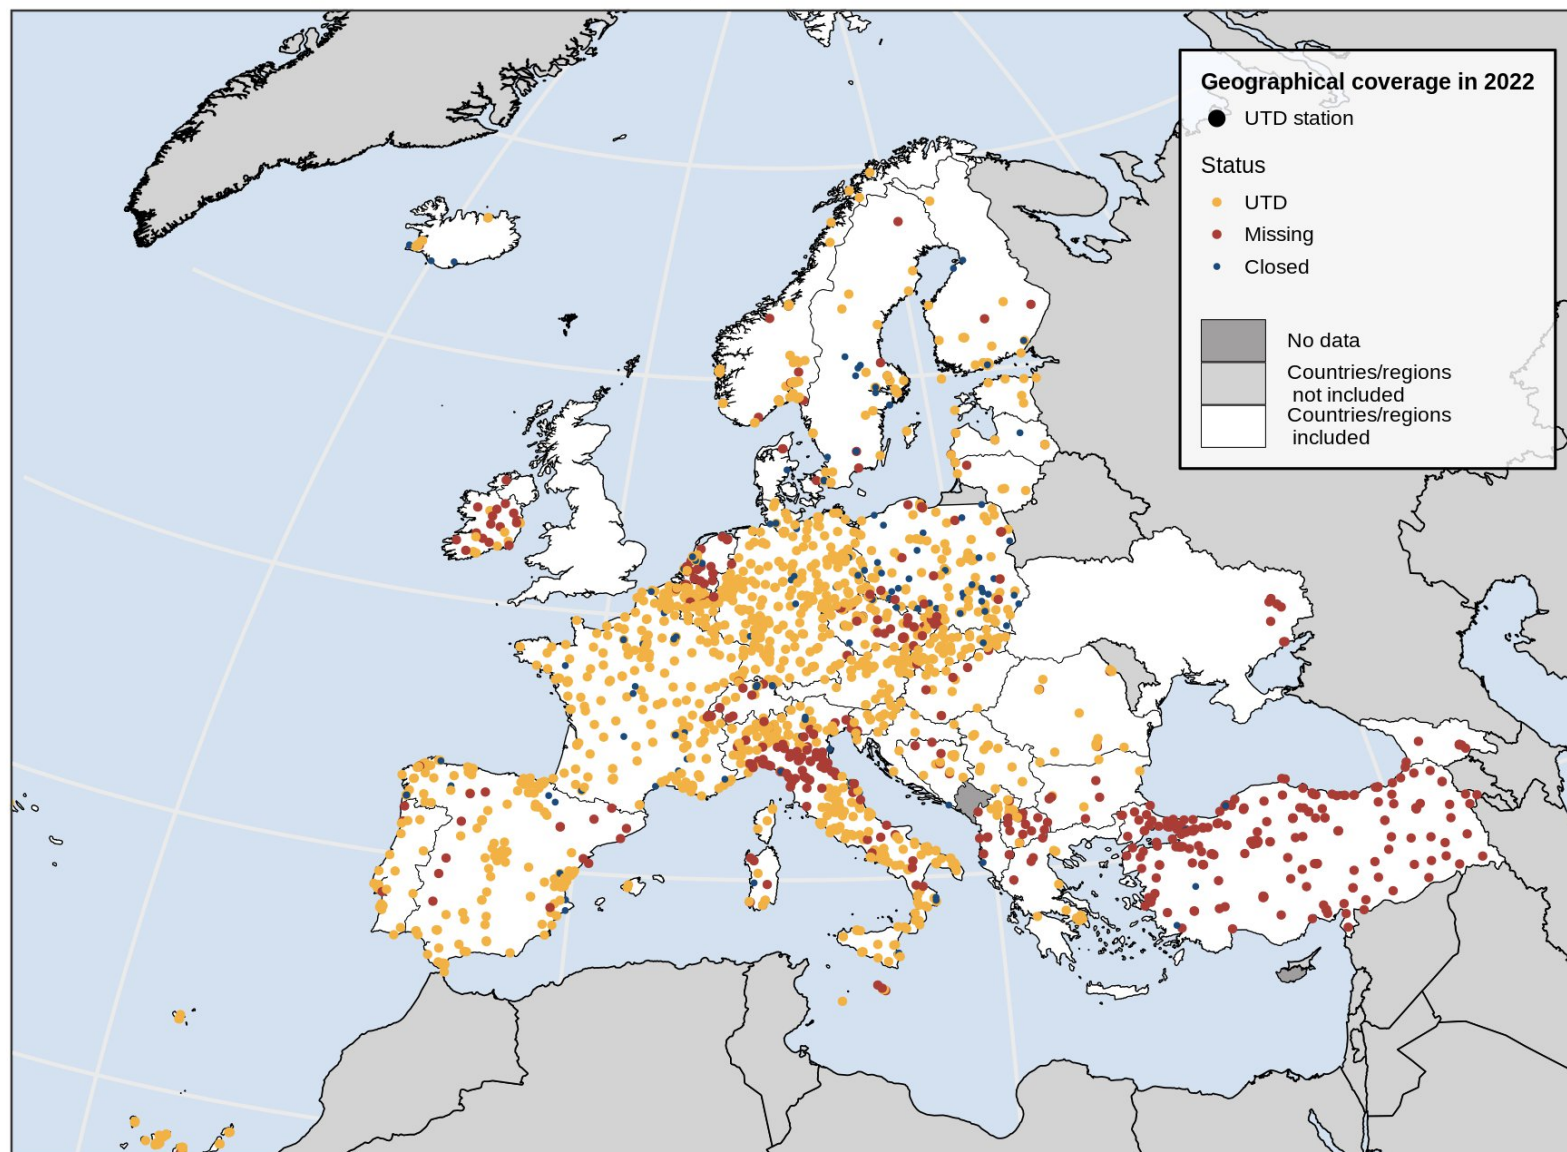 Geographical coverage in 2022
UTD station
Status
UTD
Missing
Closed
No data
Countries/regions
not included
Countries/regions
included